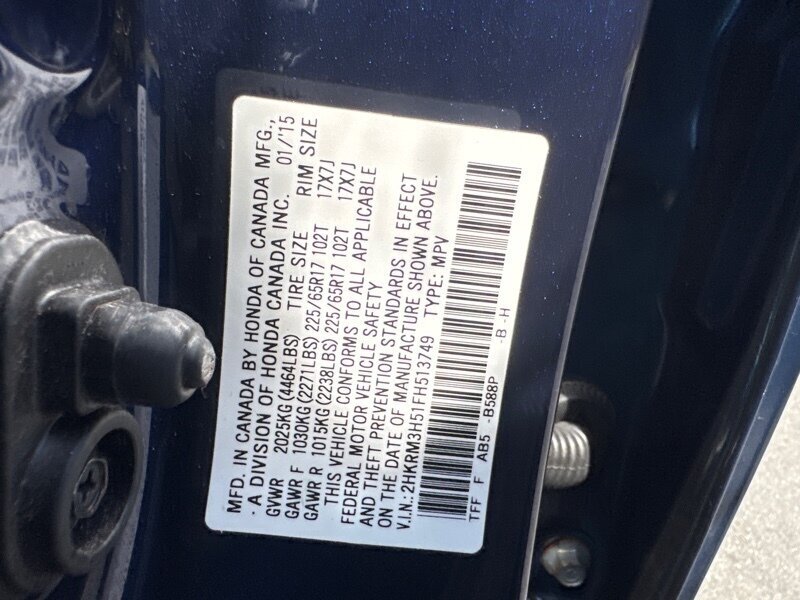 MFD. IN CANADA BY HONDA OF CANADA MFG.,
· A DIVISION OF HONDA CANADA INC. 01/'15
GVWR 2025KG(4464LBS) TIRE SIZE RIM SIZE
GAWR F 1030KG(2271LBS) 225/65R17 102T 17X7J
GAWR R 1015KG(2238LBS) 225/65R17 102T 17X7J
THIS VEHICLE CONFORMS TO ALL APPLICABLE
FEDERAL MOTOR VEHICLE SAFETY
AND THEFT PREVENTION STANDARDS IN EFFECT
ON THE DATE OF MANUFACTURE SHOWN ABOVE.
V.I.N.: 2HKRM3H51FH513749 TYPE: MPV
TFF F AB5 -B588P -B -H